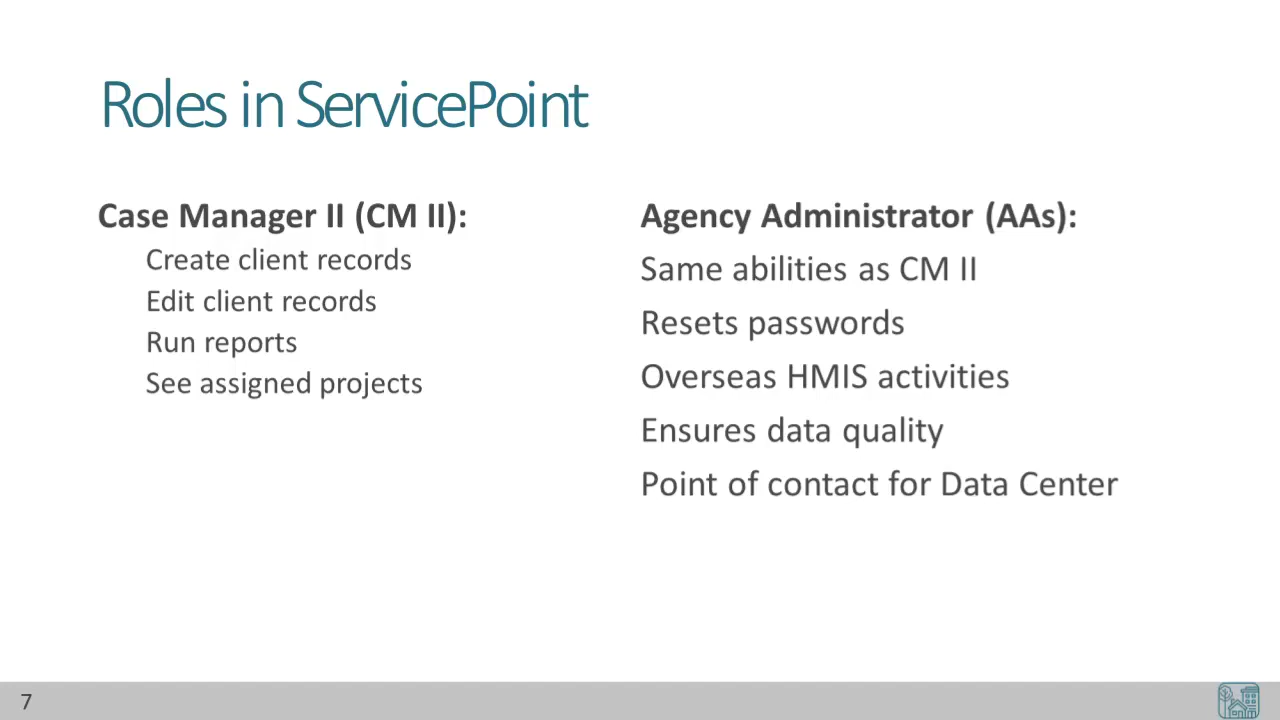 Roles in ServicePoint
Case Manager II (CM II):
Create client records
Edit client records
Run reports
See assigned projects
Agency Administrator (AAs):
Same abilities as CM II
Resets passwords
Overseas HMIS activities
Ensures data quality
Point of contact for Data Center
7